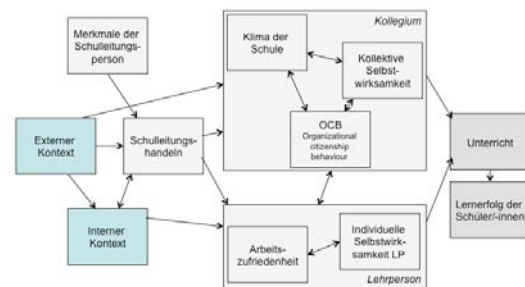 Kollegium
Merkmale der
Schulleitungs-
person
Klima der
Schule
Kollektive
Selbst-
wirksamkeit
Externer
Kontext
Schulleitungs-
handeln
OCB
Organizational
citizenship
behaviour
Unterricht
Interner
Kontext
Arbeits-
zufriedenheit
Individuelle
Selbstwirk-
samkeit LP
Lehrperson
Lernerfolg der
Schüler/-innen